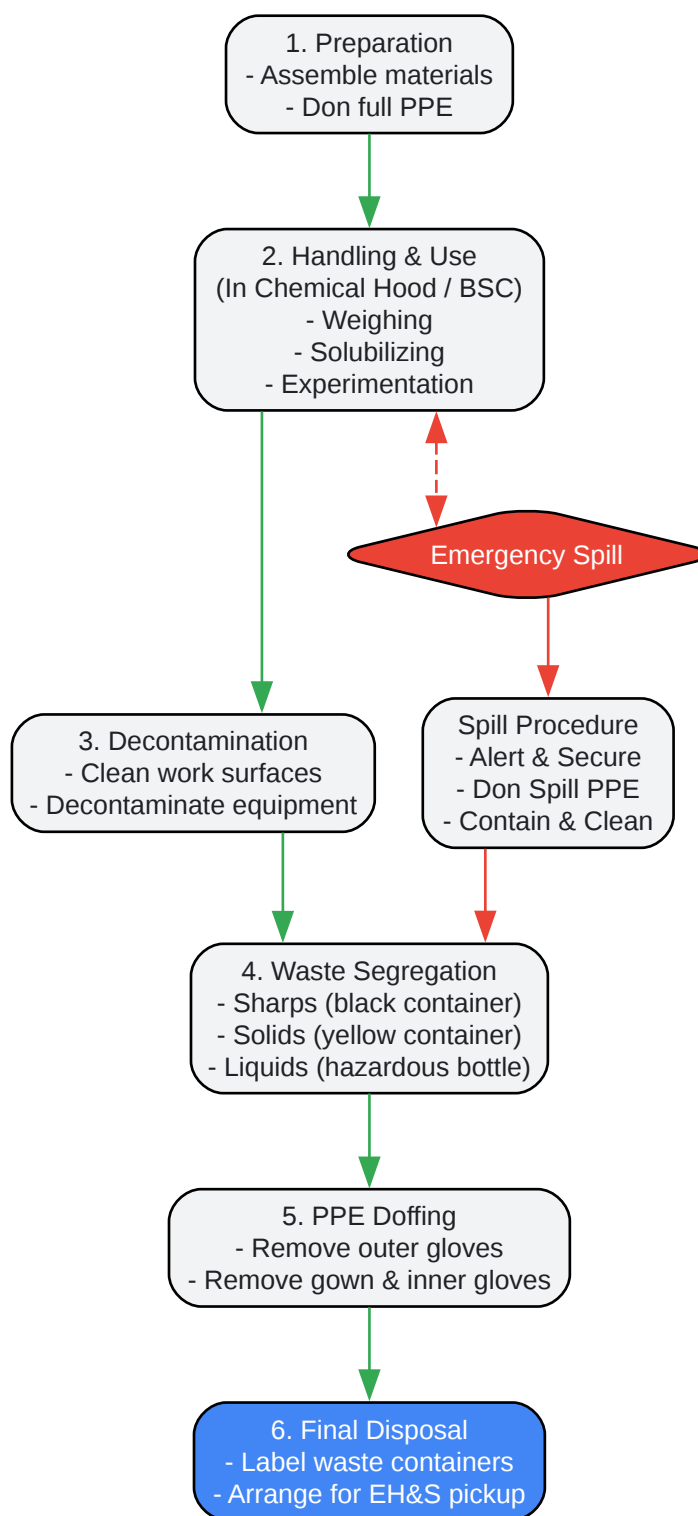 1. Preparation
- Assemble materials
- Don full PPE
2. Handling & Use
(In Chemical Hood / BSC)
- Weighing
- Solubilizing
- Experimentation
Emergency Spill
3. Decontamination
- Clean work surfaces
- Decontaminate equipment
Spill Procedure
- Alert & Secure
- Don Spill PPE
- Contain & Clean
4. Waste Segregation
- Sharps (black container)
- Solids (yellow container)
- Liquids (hazardous bottle)
5. PPE Doffing
- Remove outer gloves
- Remove gown & inner gloves
6. Final Disposal
- Label waste containers
- Arrange for EH&S pickup